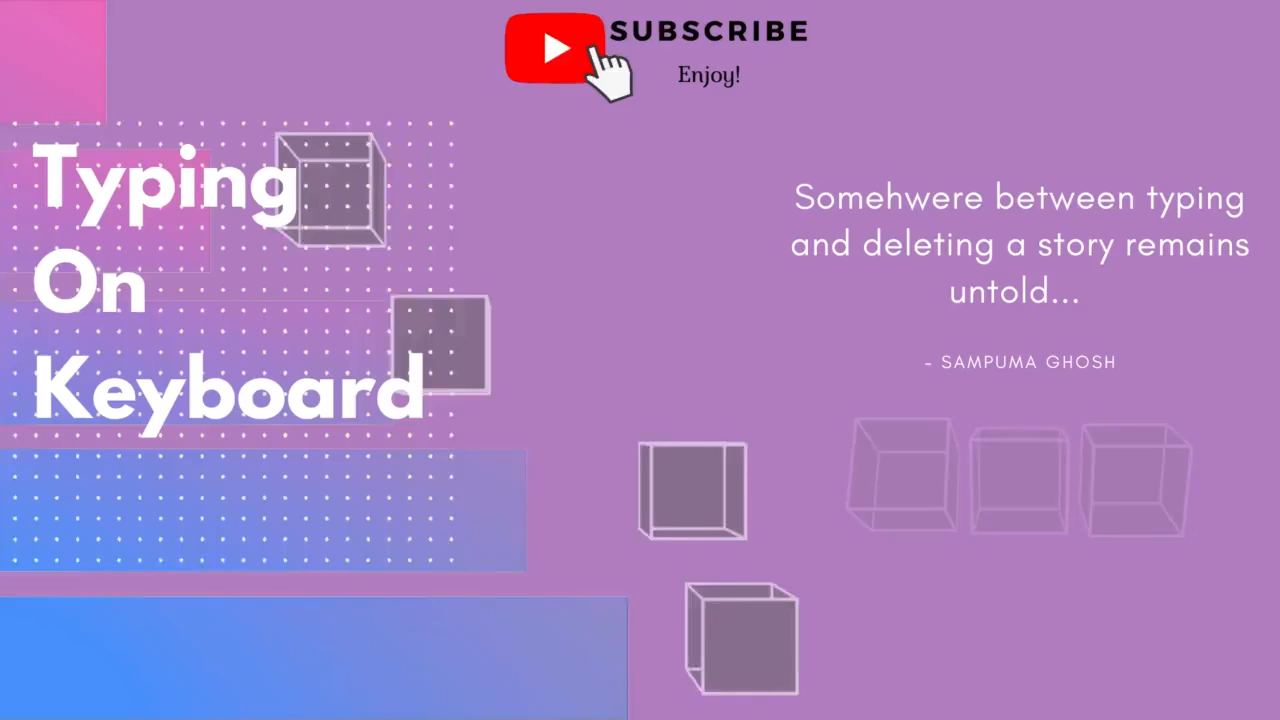 SUBSCRIBE
Enjoy!
Typing
On
Keyboard
Somehwere between typing
and deleting a story remains
untold...
- SAMPUMA GHOSH